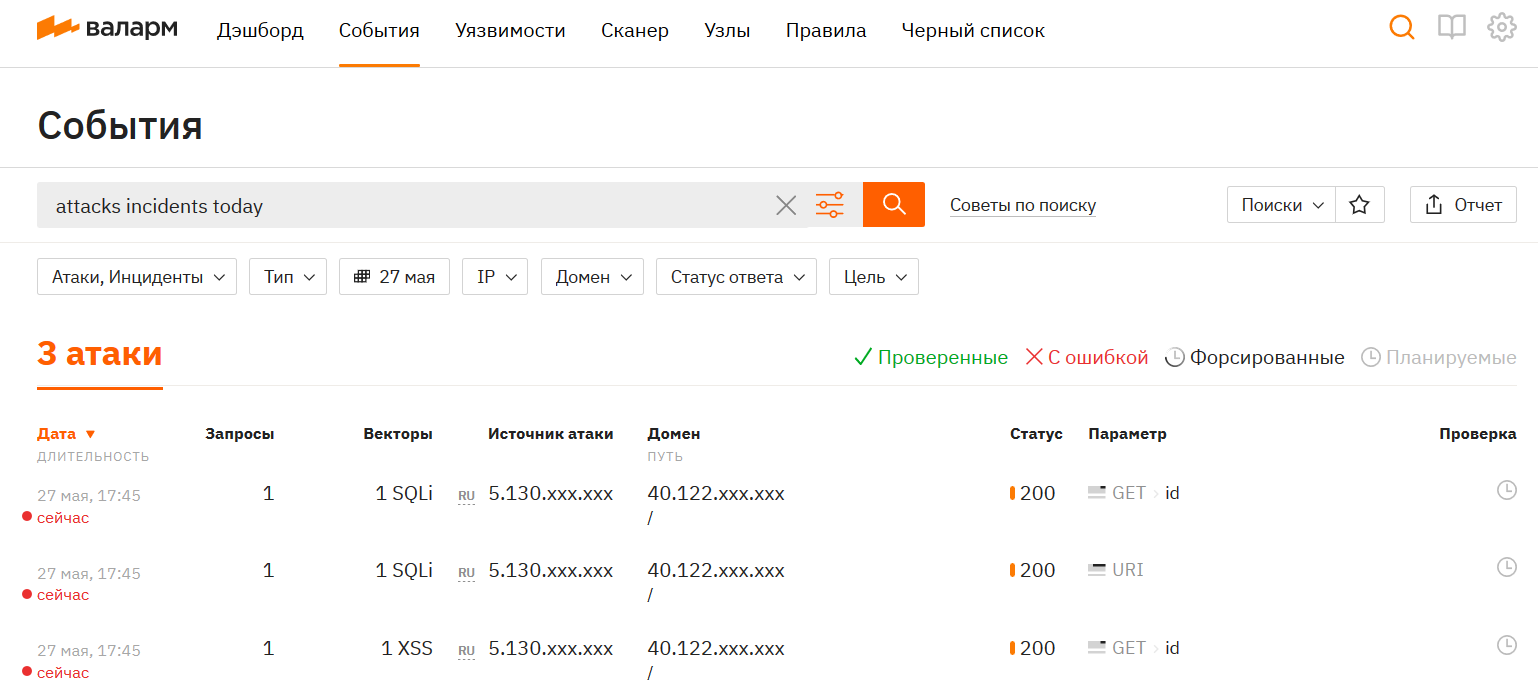 валарм Дэшборд События Уязвимости Сканер Узлы Правила Черный список
События
attacks incidents today Советы по поиску Поиски Отчет
Атаки, Инциденты Тип 27 мая IP Домен Статус ответа Цель
3 атаки Проверенные С ошибкой Форсированные Планируемые
Дата Запросы Векторы Источник атаки Домен Статус Параметр Проверка
ДЛИТЕЛЬНОСТЬ ПУТЬ
27 мая, 17:45 1 1 SQLi RU 5.130.xxx.xxx 40.122.xxx.xxx 200 GET › id
сейчас /
27 мая, 17:45 1 1 SQLi RU 5.130.xxx.xxx 40.122.xxx.xxx 200 URI
сейчас /
27 мая, 17:45 1 1 XSS RU 5.130.xxx.xxx 40.122.xxx.xxx 200 GET › id
сейчас /